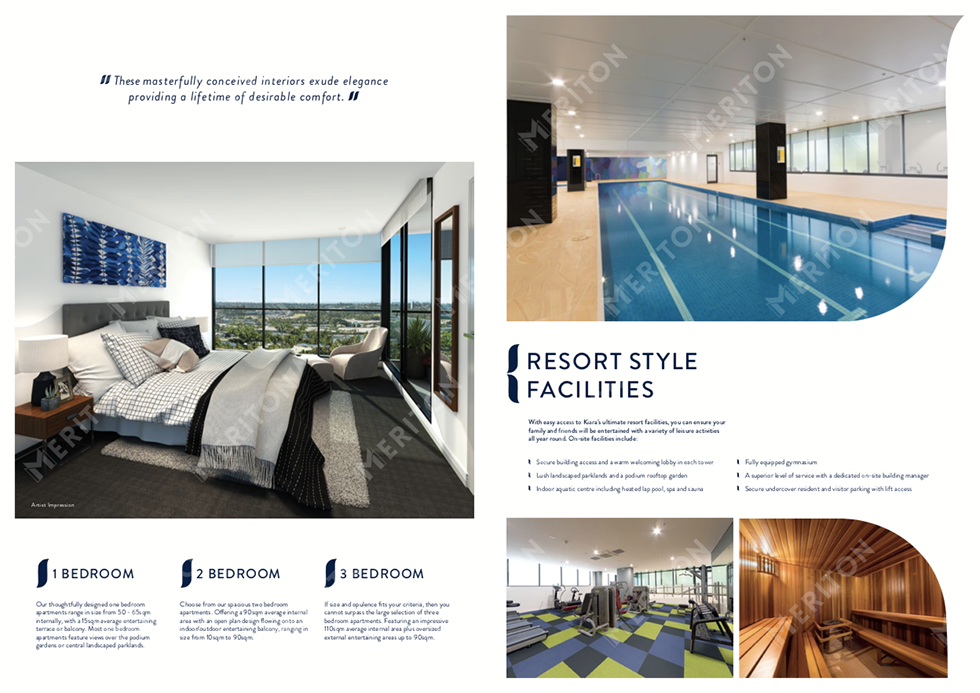 These masterfully conceived interiors exude elegance
providing a lifetime of desirable comfort.
Artist Impression
1 BEDROOM
Our thoughtfully designed one bedroom
apartments range in size from 50 - 65sqm
internally, with a 15sqm average entertaining
terrace or balcony. Most one bedroom
apartments feature views over the podium
gardens or central landscaped parklands.
2 BEDROOM
Choose from our spacious two bedroom
apartments. Offering a 90sqm average internal
area with an open plan design flowing onto an
indoor/outdoor entertaining balcony, ranging in
size from 10sqm to 90sqm.
3 BEDROOM
If size and opulence fits your criteria, then you
cannot surpass the large selection of three
bedroom apartments. Featuring an impressive
110sqm average internal area plus oversized
external entertaining areas up to 90sqm.
MERITON
RESORT STYLE
FACILITIES
With easy access to Kiara's ultimate resort facilities, you can ensure your
family and friends will be entertained with a variety of leisure activities
all year round. On-site facilities include:
Secure building access and a warm welcoming lobby in each tower
Lush landscaped parklands and a podium rooftop garden
Indoor aquatic centre including heated lap pool, spa and sauna
Fully equipped gymnasium
A superior level of service with a dedicated on-site building manager
Secure undercover resident and visitor parking with lift access